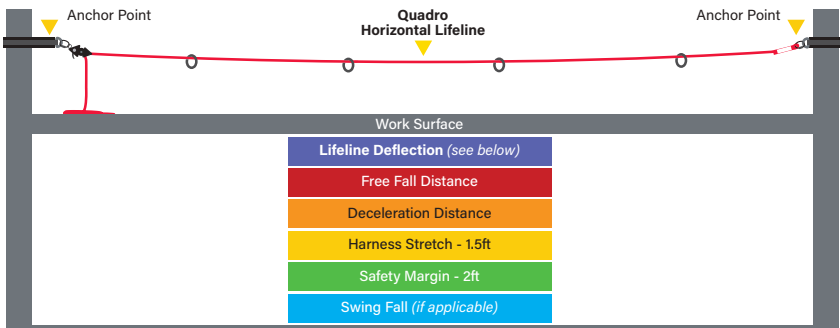 Anchor Point
Quadro
Horizontal Lifeline
Anchor Point
Work Surface
Lifeline Deflection (see below)
Free Fall Distance
Deceleration Distance
Harness Stretch - 1.5ft
Safety Margin - 2ft
Swing Fall (if applicable)